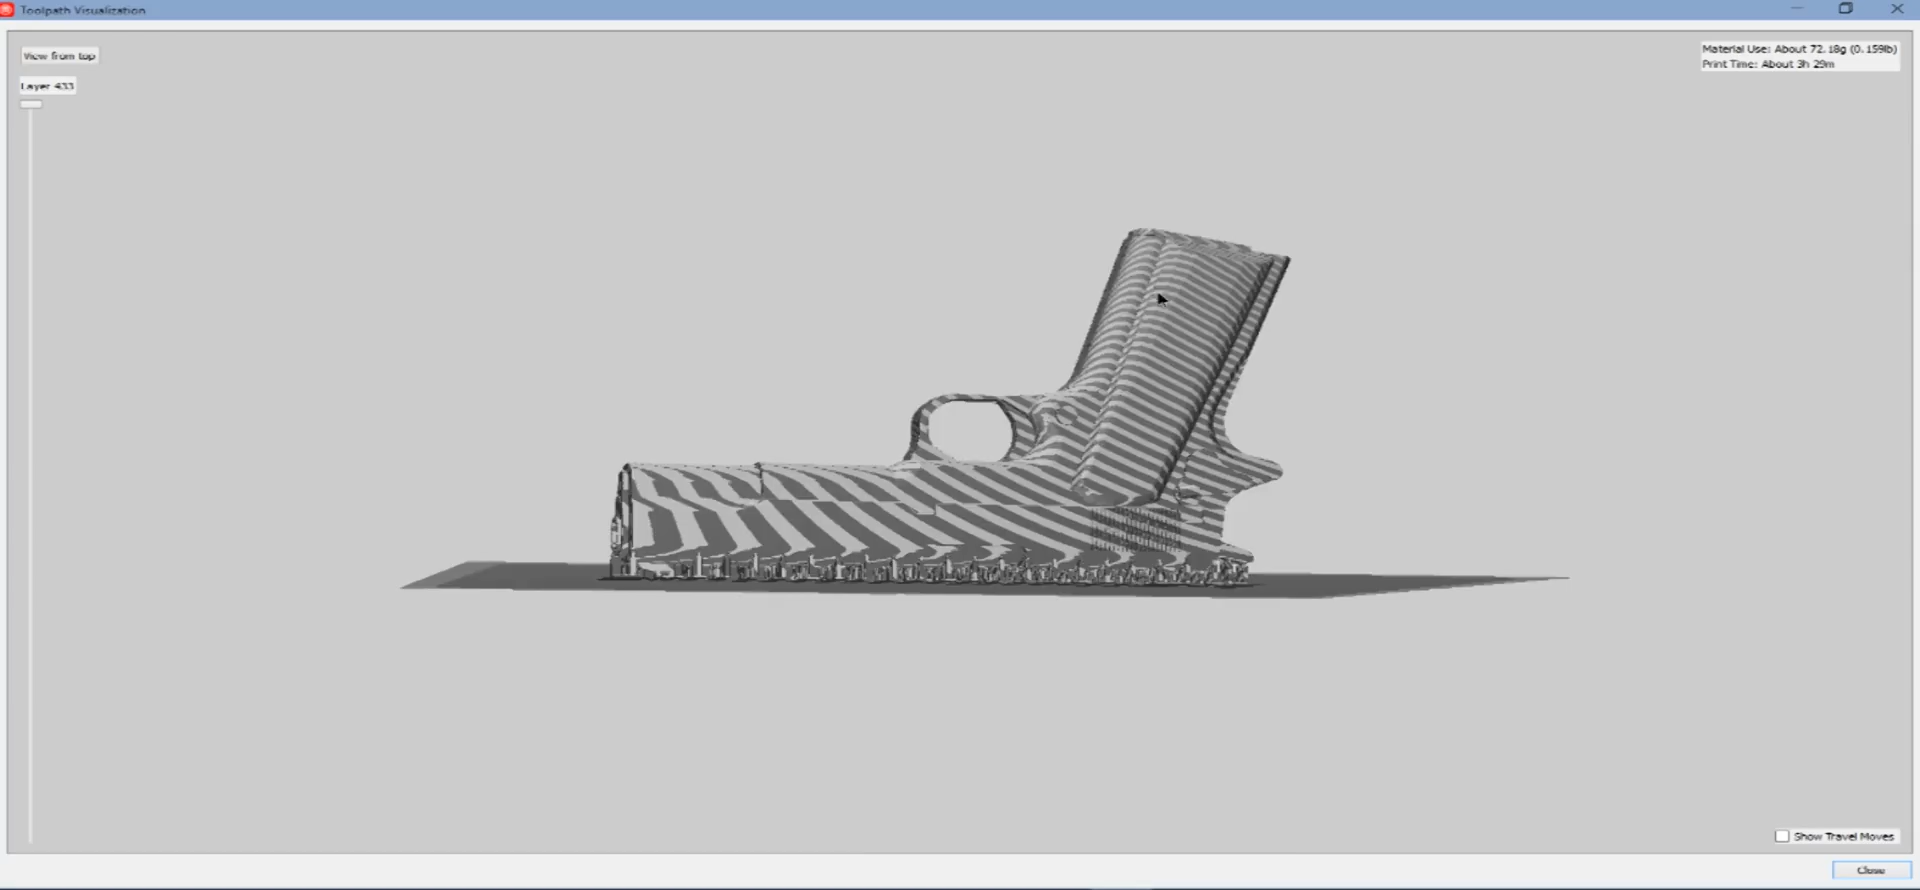 Toolpath Visualization
View from top
Layer 433
Material Use: About 72.18g (0.159lb)
Print Time: About 3h 29m
Show Travel Moves
Close